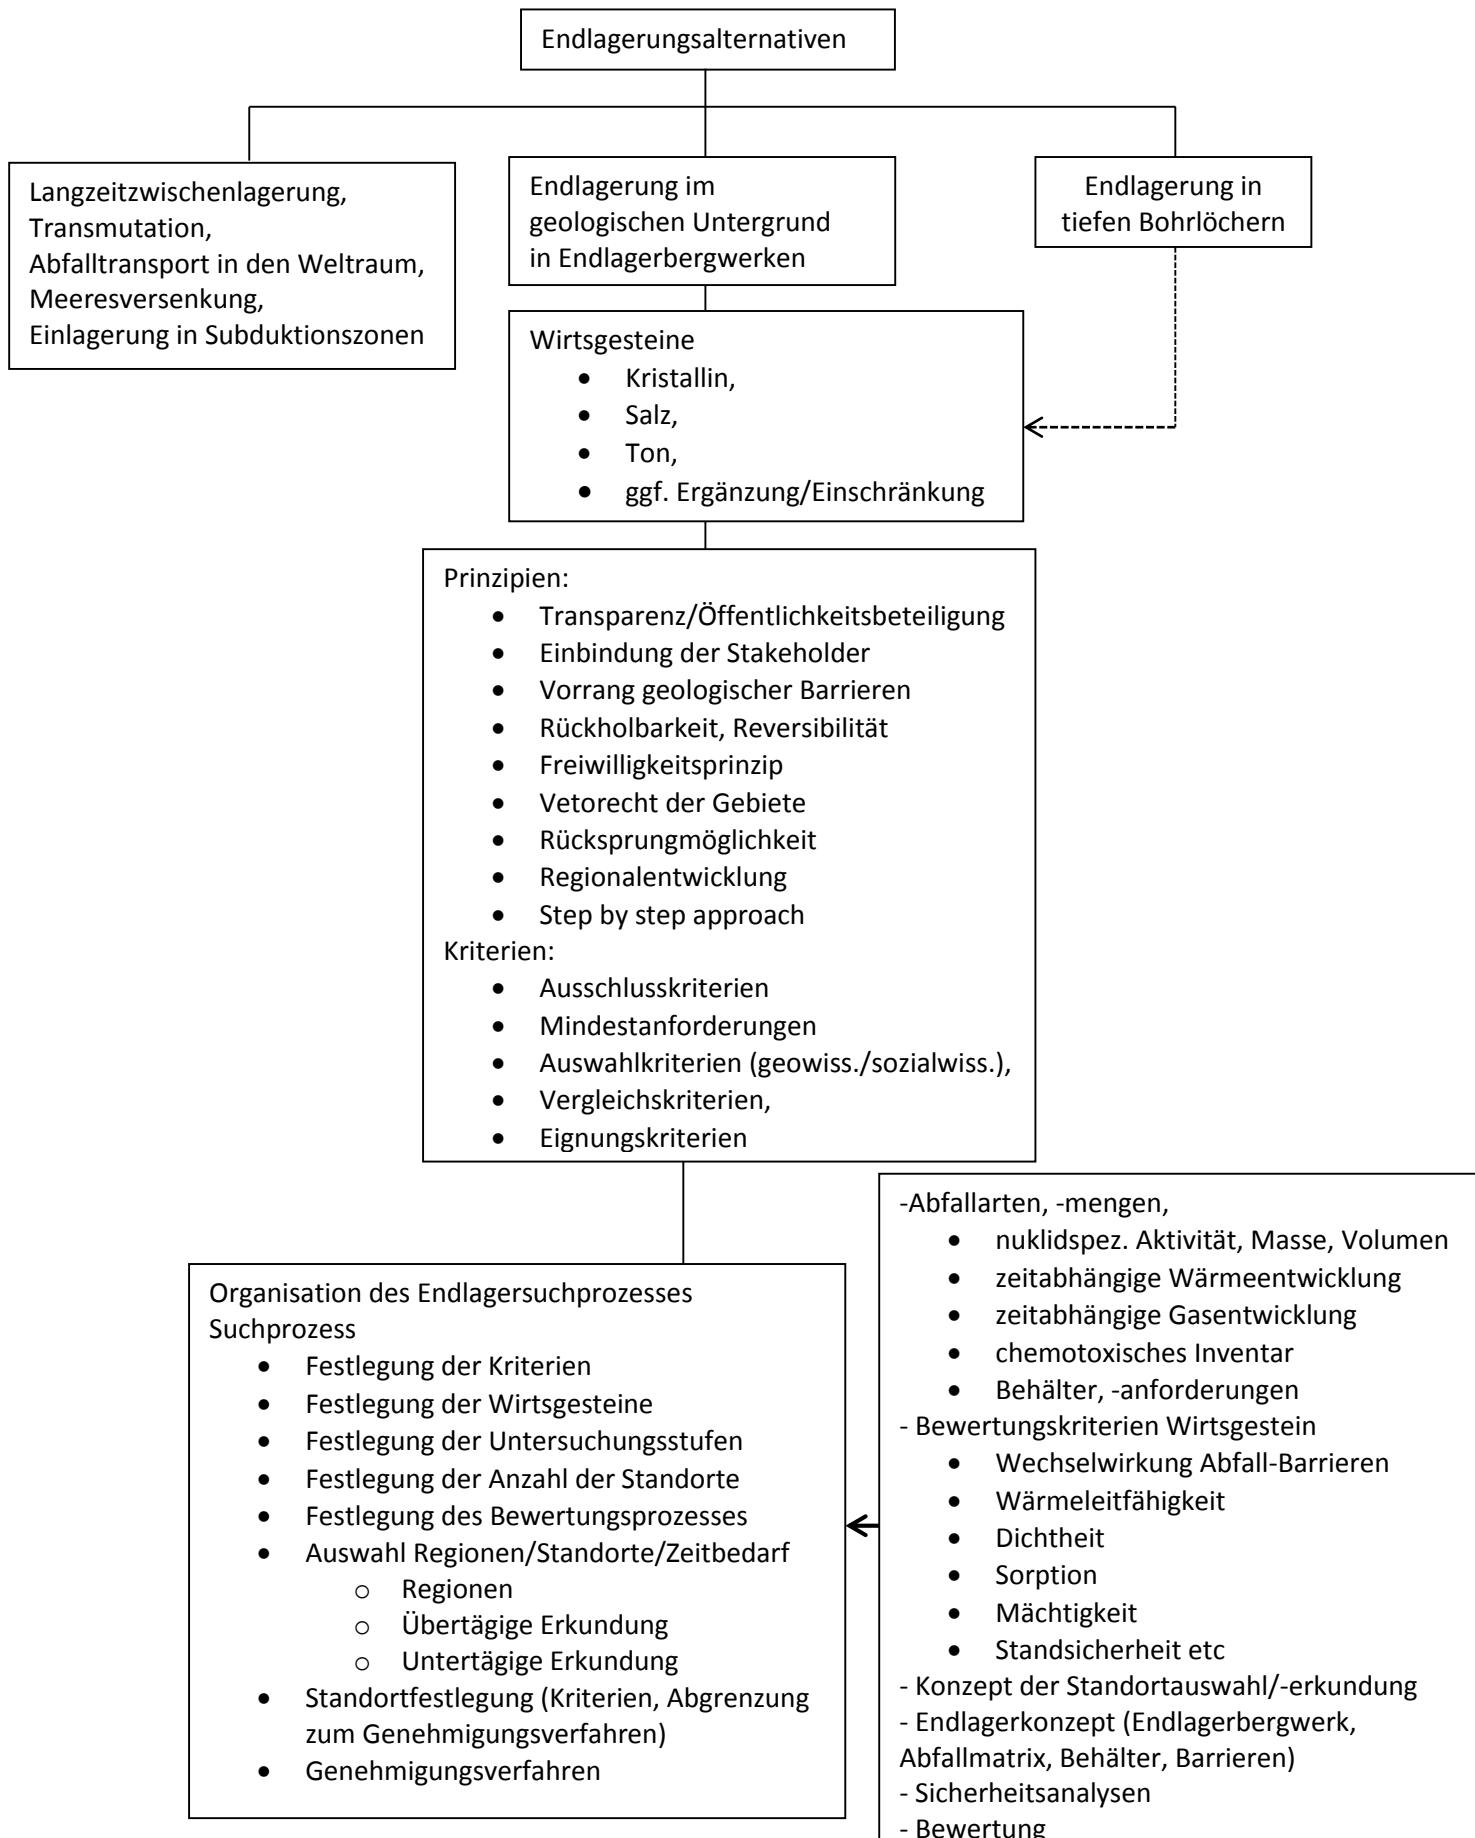 Endlagerungsalternativen
Langzeitzwischenlagerung,
Transmutation,
Abfalltransport in den Weltraum,
Meeresversenkung,
Einlagerung in Subduktionszonen
Endlagerung im
geologischen Untergrund
in Endlagerbergwerken
Endlagerung in
tiefen Bohrlöchern
Wirtsgesteine
• Kristallin,
• Salz,
• Ton,
• ggf. Ergänzung/Einschränkung
Prinzipien:
• Transparenz/Öffentlichkeitsbeteiligung
• Einbindung der Stakeholder
• Vorrang geologischer Barrieren
• Rückholbarkeit, Reversibilität
• Freiwilligkeitsprinzip
• Vetorecht der Gebiete
• Rücksprungmöglichkeit
• Regionalentwicklung
• Step by step approach
Kriterien:
• Ausschlusskriterien
• Mindestanforderungen
• Auswahlkriterien (geowiss./sozialwiss.),
• Vergleichskriterien,
• Eignungskriterien
Organisation des Endlagersuchprozesses
Suchprozess
• Festlegung der Kriterien
• Festlegung der Wirtsgesteine
• Festlegung der Untersuchungsstufen
• Festlegung der Anzahl der Standorte
• Festlegung des Bewertungsprozesses
• Auswahl Regionen/Standorte/Zeitbedarf
o Regionen
o Übertägige Erkundung
o Untertägige Erkundung
• Standortfestlegung (Kriterien, Abgrenzung
zum Genehmigungsverfahren)
• Genehmigungsverfahren
-Abfallarten, -mengen,
• nuklidspez. Aktivität, Masse, Volumen
• zeitabhängige Wärmeentwicklung
• zeitabhängige Gasentwicklung
• chemotoxisches Inventar
• Behälter, -anforderungen
- Bewertungskriterien Wirtsgestein
• Wechselwirkung Abfall-Barrieren
• Wärmeleitfähigkeit
• Dichtheit
• Sorption
• Mächtigkeit
• Standsicherheit etc
- Konzept der Standortauswahl/-erkundung
- Endlagerkonzept (Endlagerbergwerk,
Abfallmatrix, Behälter, Barrieren)
- Sicherheitsanalysen
- Bewertung